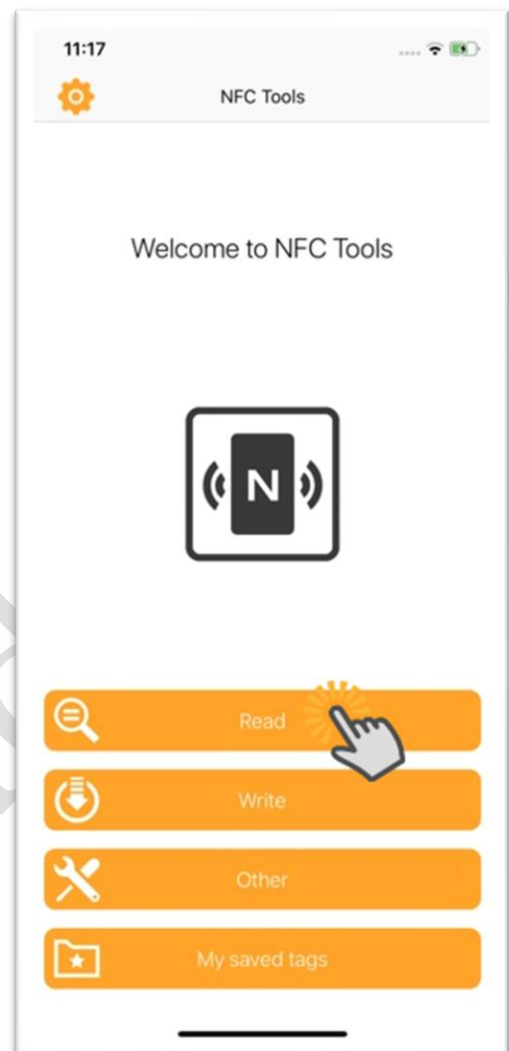 11:17
NFC Tools
Welcome to NFC Tools
N
Read
Write
Other
My saved tags